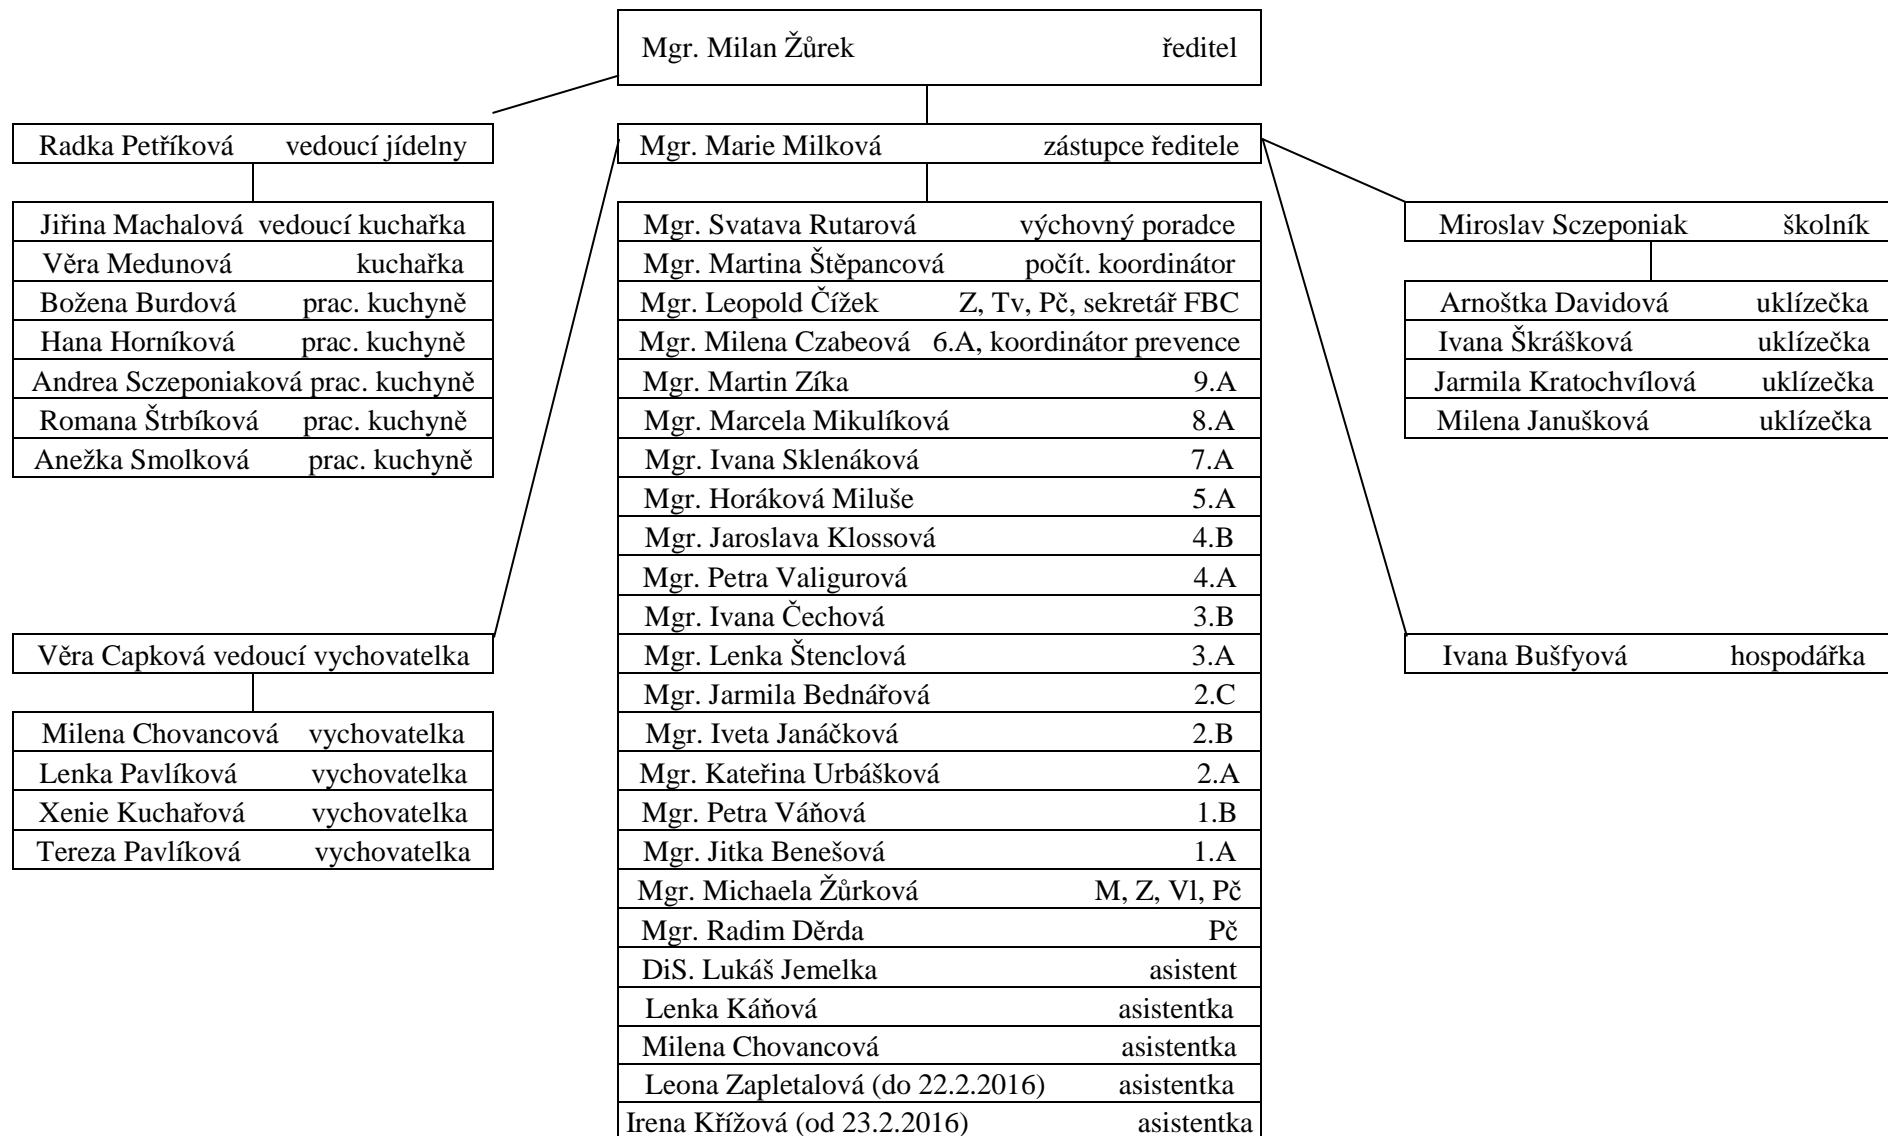 Mgr. Milan Žůrek ředitel
Radka Petříková vedoucí jídelny
Mgr. Marie Milková zástupce ředitele
Jiřina Machalová vedoucí kuchařka
Věra Medunová kuchařka
Božena Burdová prac. kuchyně
Hana Horníková prac. kuchyně
Andrea Sczeponiaková prac. kuchyně
Romana Štrbíková prac. kuchyně
Anežka Smolková prac. kuchyně
Věra Capková vedoucí vychovatelka
Milena Chovancová vychovatelka
Lenka Pavlíková vychovatelka
Xenie Kuchařová vychovatelka
Tereza Pavlíková vychovatelka
Mgr. Svatava Rutarová výchovný poradce
Mgr. Martina Štěpancová počít. koordinátor
Mgr. Leopold Čížek Z, Tv, Pč, sekretář FBC
Mgr. Milena Czabeová 6.A, koordinátor prevence
Mgr. Martin Zíka 9.A
Mgr. Marcela Mikulíková 8.A
Mgr. Ivana Sklenáková 7.A
Mgr. Horáková Miluše 5.A
Mgr. Jaroslava Klossová 4.B
Mgr. Petra Valigurová 4.A
Mgr. Ivana Čechová 3.B
Mgr. Lenka Štenclová 3.A
Mgr. Jarmila Bednářová 2.C
Mgr. Iveta Janáčková 2.B
Mgr. Kateřina Urbášková 2.A
Mgr. Petra Váňová 1.B
Mgr. Jitka Benešová 1.A
Mgr. Michaela Žůrková M, Z, Vl, Pč
Mgr. Radim Děrda Pč
DiS. Lukáš Jemelka asistent
Lenka Káňová asistentka
Milena Chovancová asistentka
Leona Zapletalová (do 22.2.2016) asistentka
Irena Křížová (od 23.2.2016) asistentka
Miroslav Sczeponiak školník
Arnoštka Davidová uklízečka
Ivana Škrášková uklízečka
Jarmila Kratochvílová uklízečka
Milena Janušková uklízečka
Ivana Bušfyová hospodářka